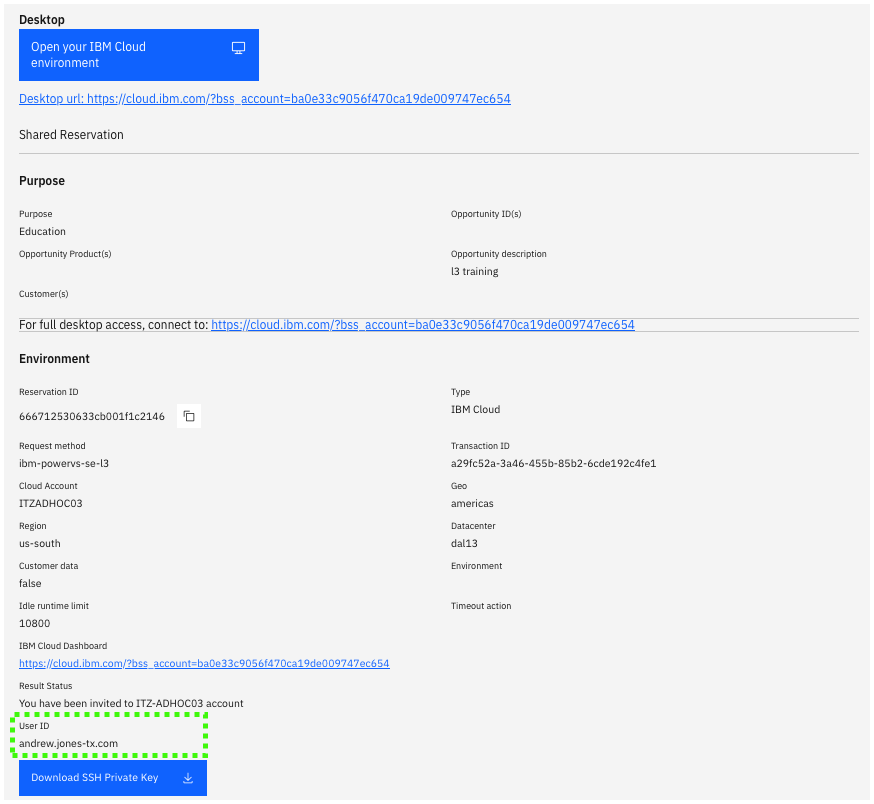 Desktop
Open your IBM Cloud
environment
Desktop url: https://cloud.ibm.com/?bss_account=ba0e33c9056f470ca19de009747ec654
Shared Reservation
Purpose
Purpose
Opportunity ID(s)
Education
Opportunity Product(s)
Opportunity description
l3 training
Customer(s)
For full desktop access, connect to: https://cloud.ibm.com/?bss_account=ba0e33c9056f470ca19de009747ec654
Environment
Reservation ID
Type
666712530633cb001f1c2146
IBM Cloud
Request method
Transaction ID
ibm-powervs-se-l3
a29fc52a-3a46-455b-85b2-6cde192c4fe1
Cloud Account
Geo
ITZADHOC03
americas
Region
Datacenter
us-south
dal13
Customer data
Environment
false
Idle runtime limit
Timeout action
10800
IBM Cloud Dashboard
https://cloud.ibm.com/?bss_account=ba0e33c9056f470ca19de009747ec654
Result Status
You have been invited to ITZ-ADHOC03 account
User ID
andrew.jones-tx.com
Download SSH Private Key